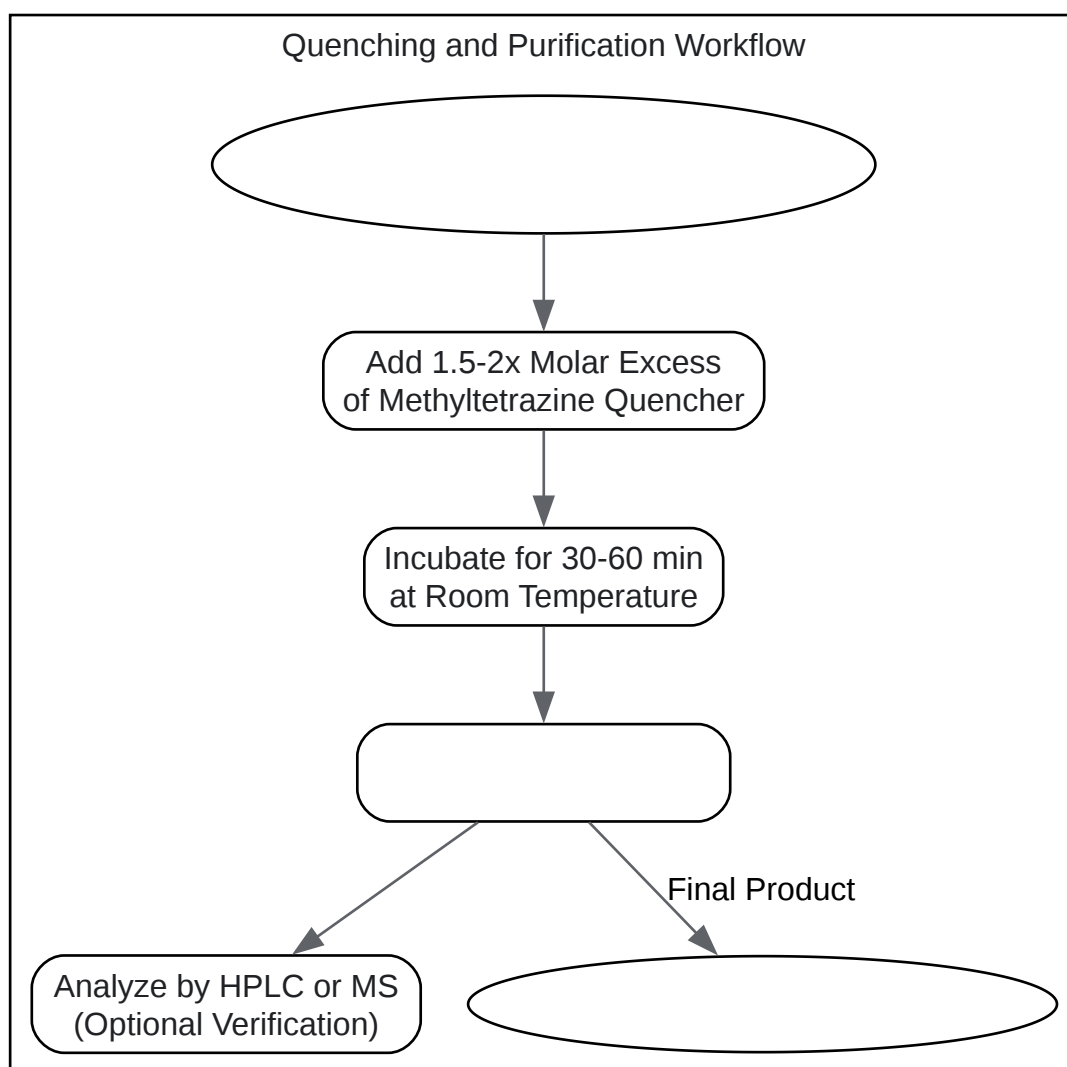 Quenching and Purification Workflow
Add 1.5-2x Molar Excess
of Methyltetrazine Quencher
Incubate for 30-60 min
at Room Temperature
Final Product
Analyze by HPLC or MS
(Optional Verification)